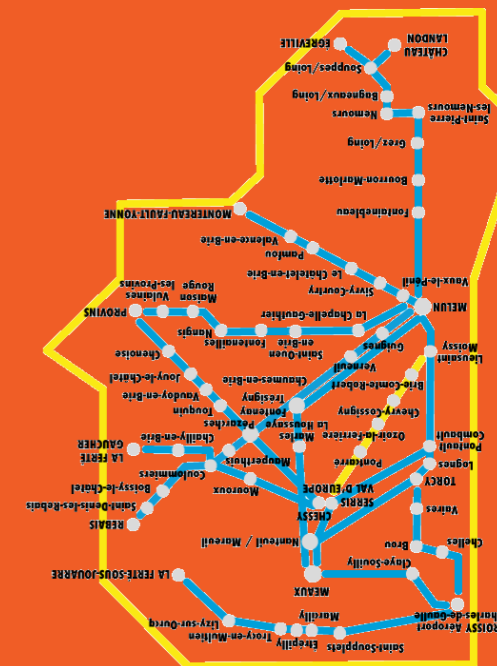 Saint-Soupplets
Etrépilly
Trocy-en-Multien
Lizy-sur-Ourcq
Marcilly
ROISSY Aéroport
Charles-de-Gaulle
MEAUX
LA FERTÉ-SOUS-JOUARRE
Claye-Souilly
Chelles
Brou
Nanteuil / Mareuil
Vaires
TORCY
CHESSY
SERRIS
VAL D'EUROPE
REBAIS
Saint-Denis-les-Rebais
Boissy-le-Chatel
Mouroux
Coulommiers
Lognes
Pontcarré
Mauperthuis
LA FERTÉ
GAUCHER
Chailly-en-Brie
Pontault
Combault
Ozoir-la-Ferrière
Marles
La Houssaye
Fontenay
Trésigny
Pézarches
Touquin
Chevry-Cossigny
Vaudoy-en-Brie
Brie-Comte-Robert
Chaumes-en-Brie
Jouy-le-Chatel
Lieusaint
Moissy
Verneuil
Guignes
Chenoise
Saint-Ouen
en-Brie
Fontenailles
Nangis
La Chapelle-Gauthier
PROVINS
Vulaines
les-Provins
Maison
Rouge
MELUN
Vaux-le-Pénil
Sivry-Courtry
Le Chatelet-en-Brie
Pamfou
Valence-en-Brie
MONTEREAU-FAULT-YONNE
Fontainebleau
Bourron-Marlotte
Grez/Loing
Saint-Pierre
les-Nemours
Nemours
Bagneaux/Loing
Souppes/Loing
CHÂTEAU
LANDON
ÉGREVILLE